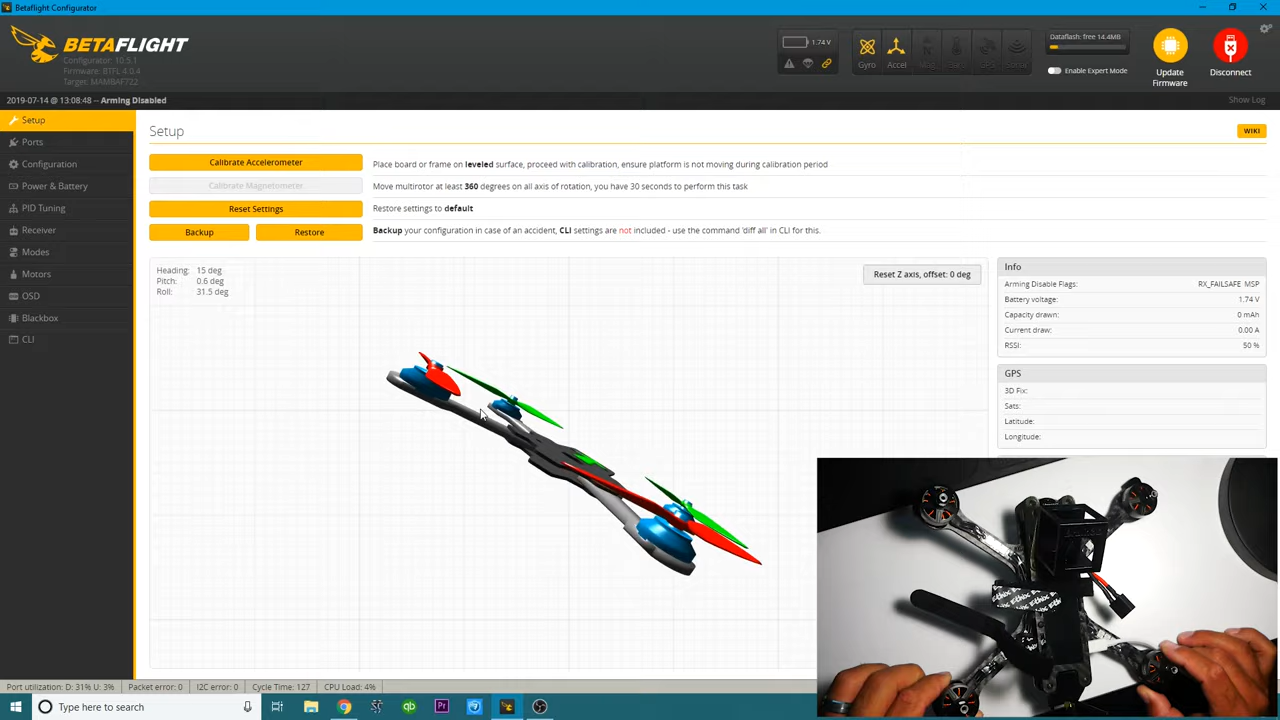 Betaflight Configurator
BETAFLIGHT
Configurator: 10.5.1
Firmware: BTFL 4.0.4
Target: MAMBAF722
1.74 V
Gyro
Accel
Mag
Baro
GPS
Sonar
Dataflash: free 14.4MB
Enable Expert Mode
Update
Firmware
Disconnect
2019-07-14 @ 13:08:48 -- Arming Disabled
Show Log
Setup
Ports
Configuration
Power & Battery
PID Tuning
Receiver
Modes
Motors
OSD
Blackbox
CLI
Setup
WIKI
Calibrate Accelerometer
Place board or frame on leveled surface, proceed with calibration, ensure platform is not moving during calibration period
Calibrate Magnetometer
Move multirotor at least 360 degrees on all axis of rotation, you have 30 seconds to perform this task
Reset Settings
Restore settings to default
Backup
Restore
Backup your configuration in case of an accident, CLI settings are not included - use the command 'diff all' in CLI for this.
Heading: 15 deg
Pitch: 0.6 deg
Roll: 31.5 deg
Reset Z axis, offset: 0 deg
Info
Arming Disable Flags: RX_FAILSAFE MSP
Battery voltage: 1.74 V
Capacity drawn: 0 mAh
Current draw: 0.00 A
RSSI: 50 %
GPS
3D Fix:
Sats:
Latitude:
Longitude:
Port utilization: D: 31% U: 3%
Packet error: 0
I2C error: 0
Cycle Time: 127
CPU Load: 4%
Type here to search